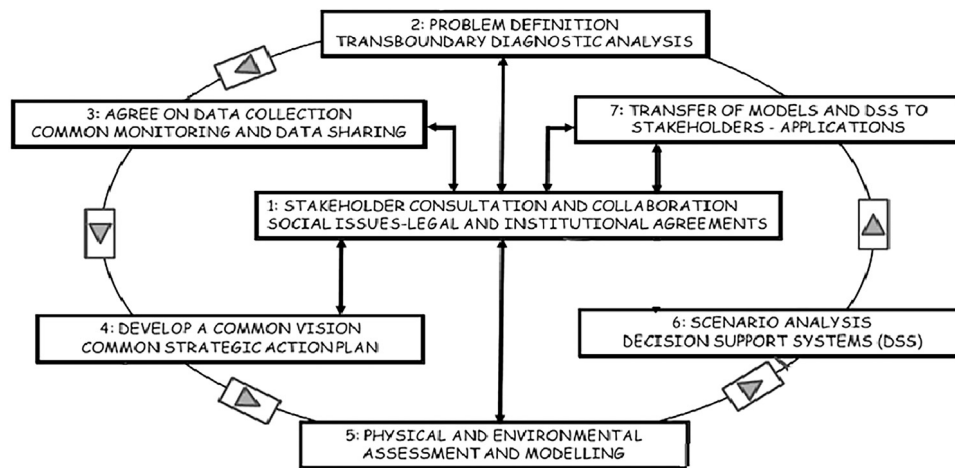 2: PROBLEM DEFINITION
TRANSBOUNDARY DIAGNOSTIC ANALYSIS
3: AGREE ON DATA COLLECTION
COMMON MONITORING AND DATA SHARING
7: TRANSFER OF MODELS AND DSS TO
STAKEHOLDERS - APPLICATIONS
1: STAKEHOLDER CONSULTATION AND COLLABORATION
SOCIAL ISSUES-LEGAL AND INSTITUTIONAL AGREEMENTS
4: DEVELOP A COMMON VISION
COMMON STRATEGIC ACTION PLAN
6: SCENARIO ANALYSIS
DECISION SUPPORT SYSTEMS (DSS)
5: PHYSICAL AND ENVIRONMENTAL
ASSESSMENT AND MODELLING